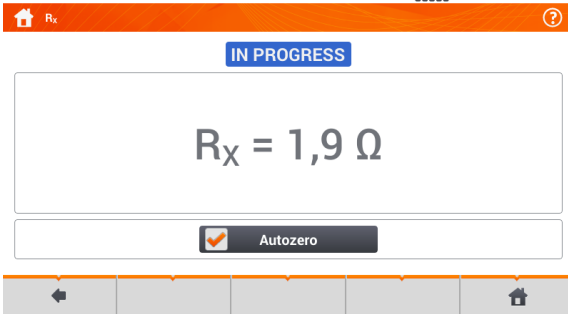 Rₓ
?
IN PROGRESS
Rₓ = 1,9 Ω
Autozero